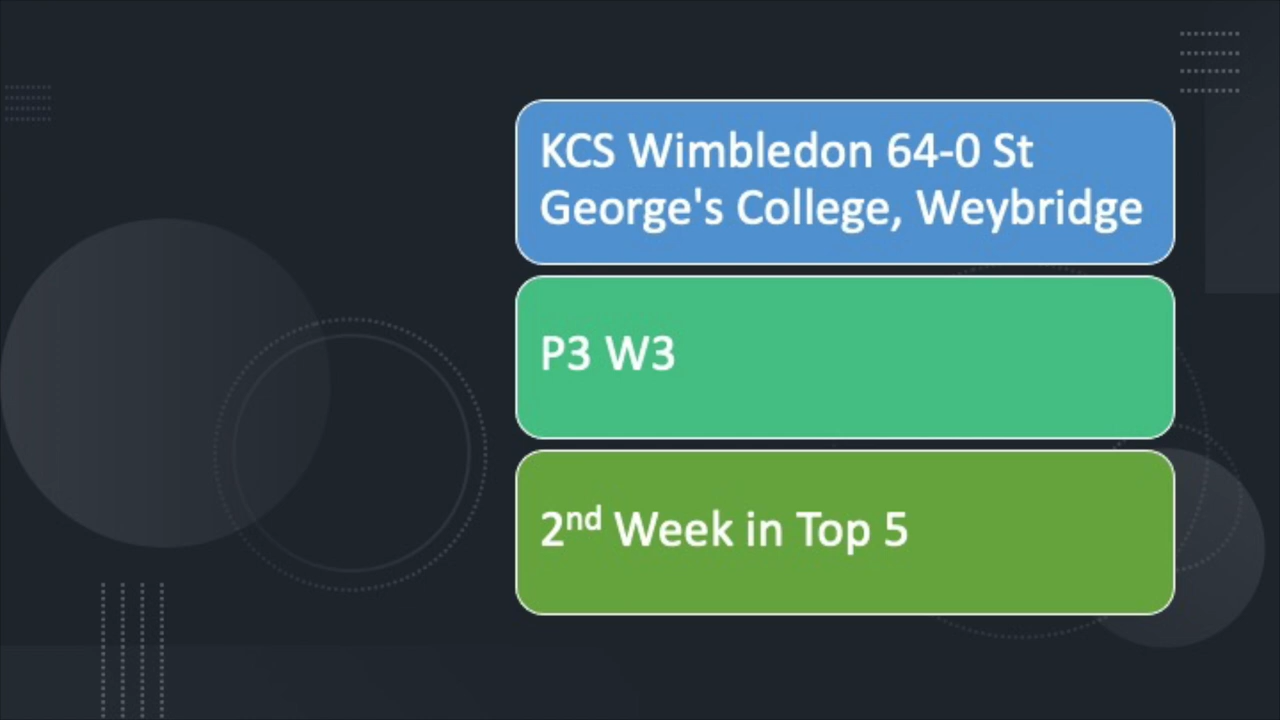 KCS Wimbledon 64-0 St
George's College, Weybridge
P3 W3
2nd Week in Top 5